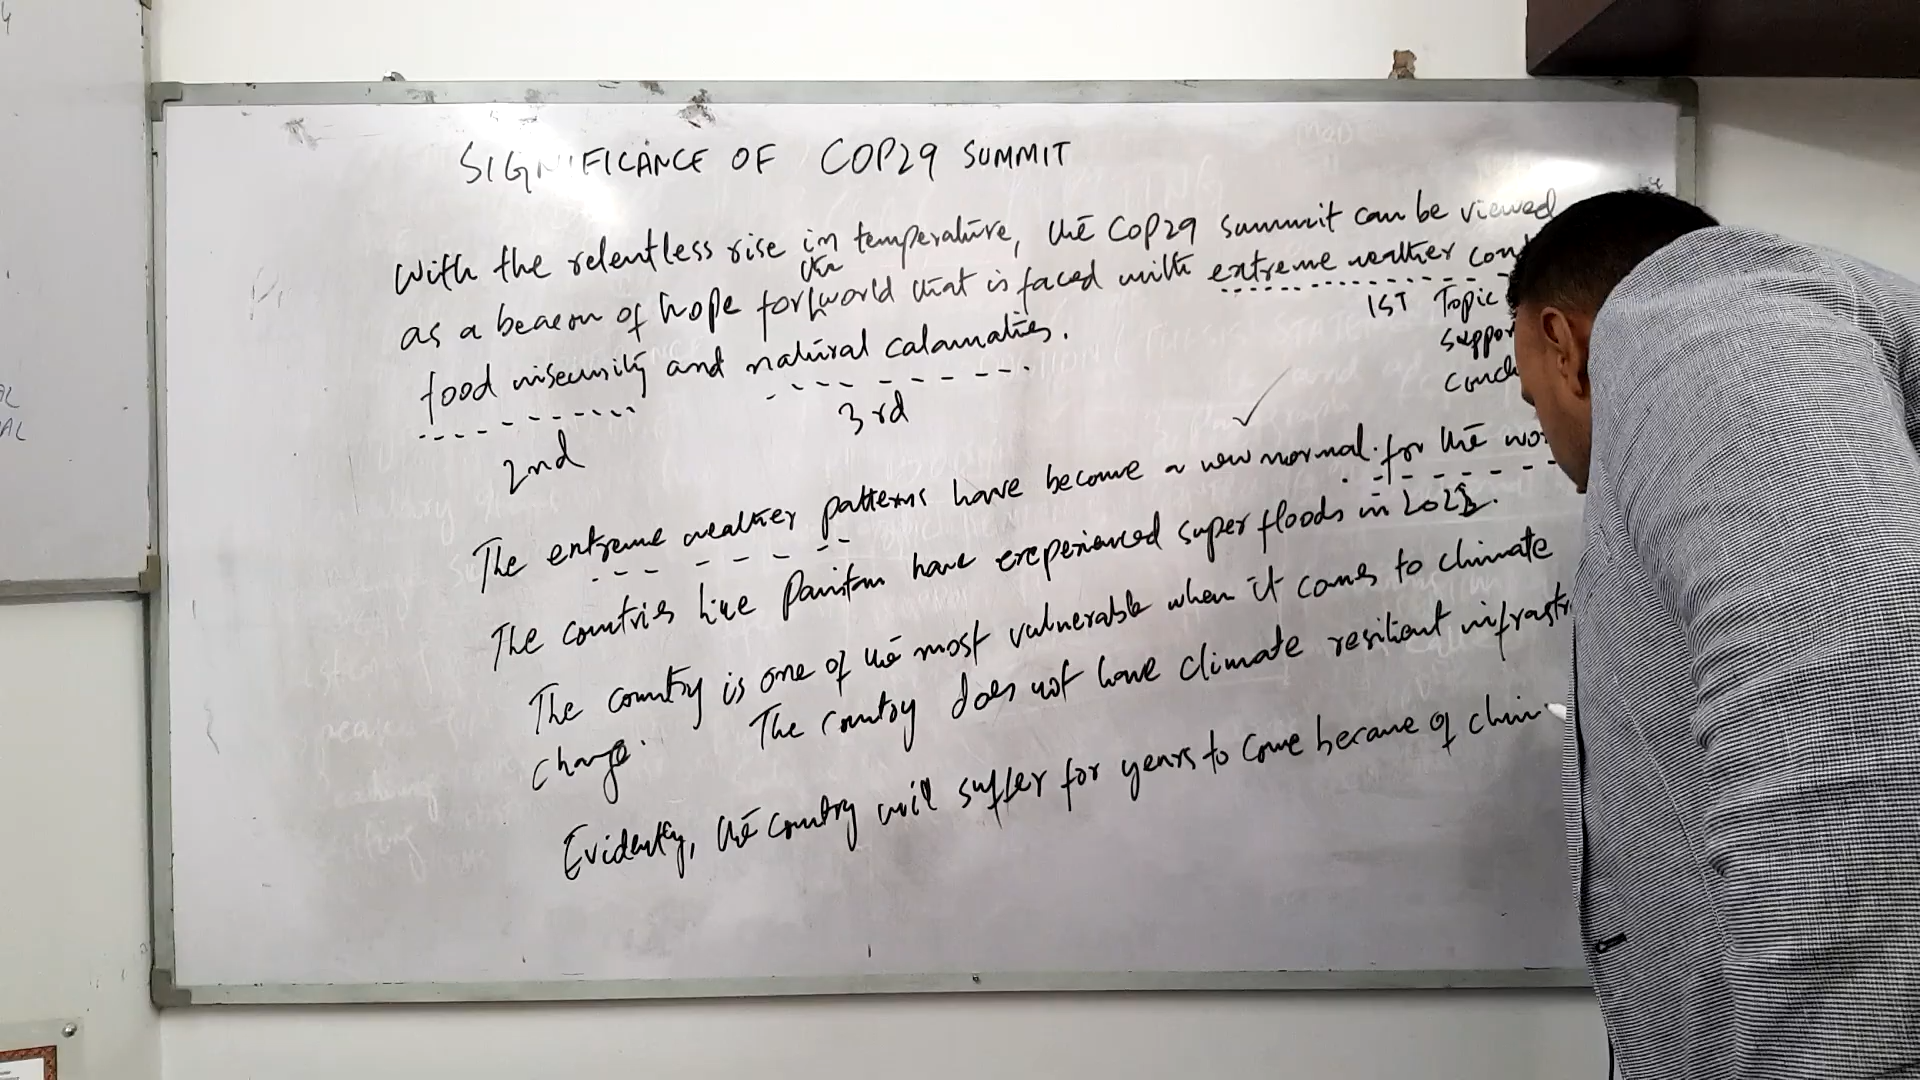 SIGNIFICANCE OF COP29 SUMMIT
With the relentless rise in temperature, the COP29 summit can be viewed
the
as a beacon of hope for world that is faced with extreme weather con
1ST Topic
food insecurity and natural calamaties.
Suppor
Conc
2nd
3rd
The extreme weather patterns have become a new normal. for the wo
The countries like Pakistan have experienced super floods in 202
The country is one of the most vulnerable when it comes to climate
change. The country does not have climate resilient infrastr
Evidently, the country will suffer for years to come because of clim